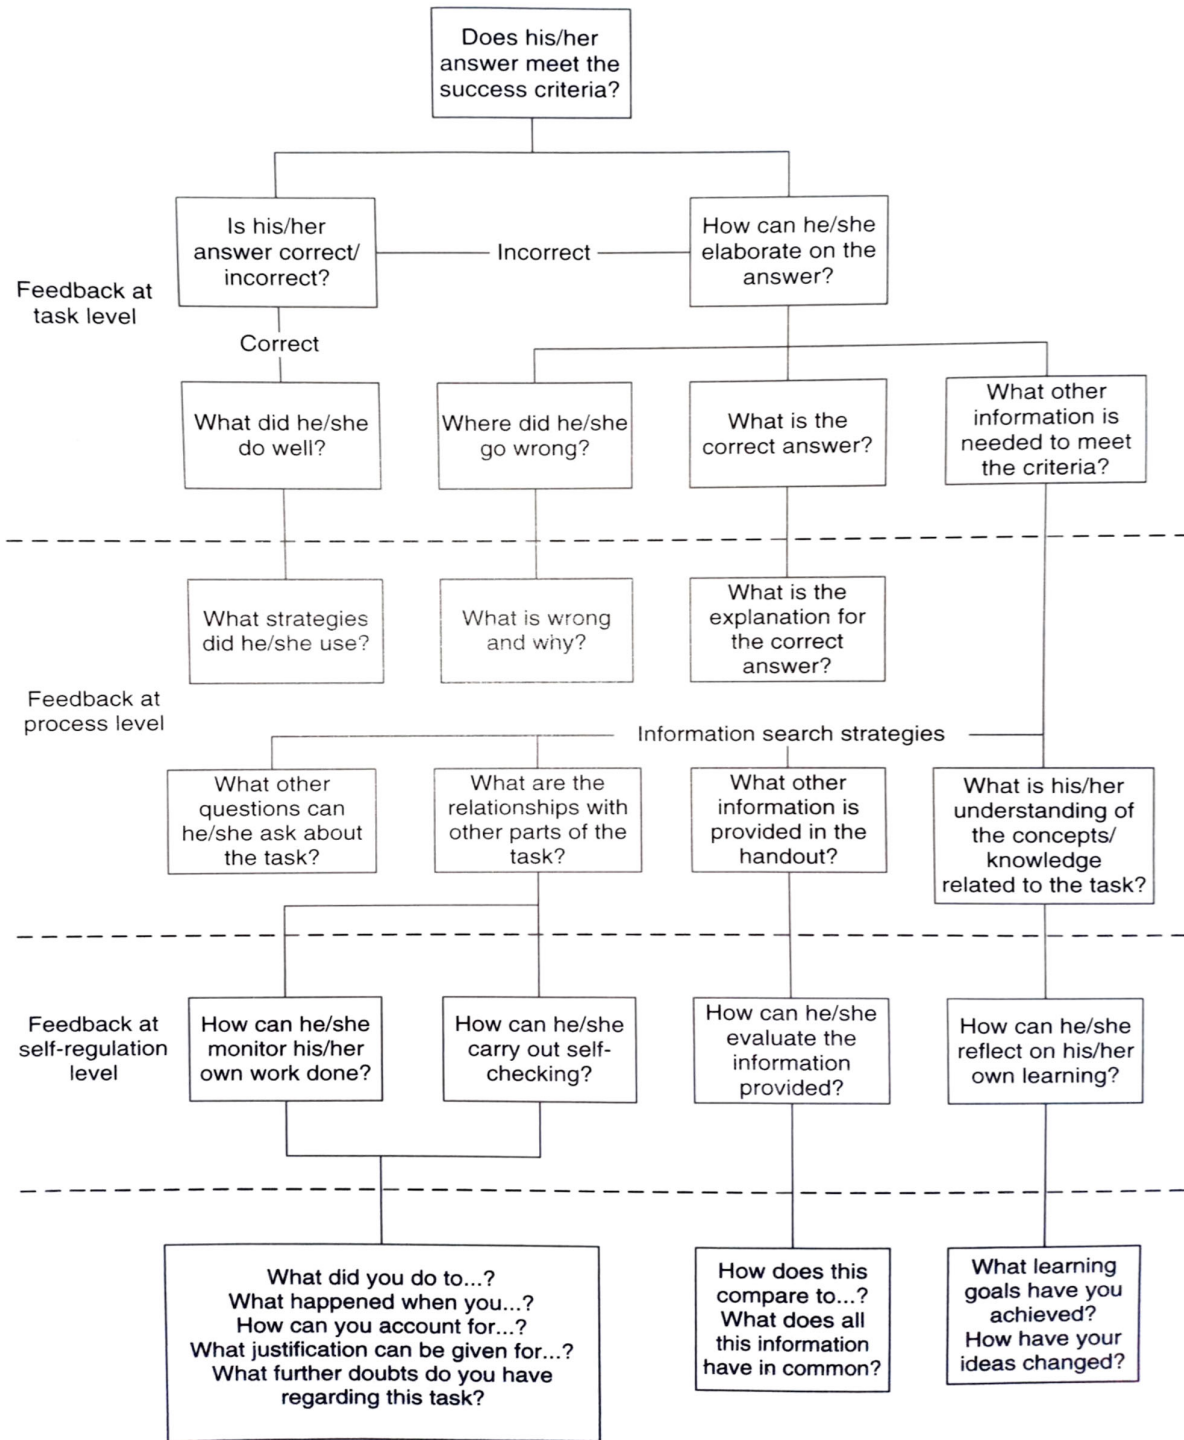 Does his/her
answer meet the
success criteria?
Is his/her
answer correct/
incorrect?
Incorrect
How can he/she
elaborate on the
answer?
Feedback at
task level
Correct
What did he/she
do well?
Where did he/she
go wrong?
What is the
correct answer?
What other
information is
needed to meet
the criteria?
What strategies
did he/she use?
What is wrong
and why?
What is the
explanation for
the correct
answer?
Feedback at
process level
Information search strategies
What other
questions can
he/she ask about
the task?
What are the
relationships with
other parts of the
task?
What other
information is
provided in the
handout?
What is his/her
understanding of
the concepts/
knowledge
related to the task?
Feedback at
self-regulation
level
How can he/she
monitor his/her
own work done?
How can he/she
carry out self-
checking?
How can he/she
evaluate the
information
provided?
How can he/she
reflect on his/her
own learning?
What did you do to...?
What happened when you...?
How can you account for...?
What justification can be given for...?
What further doubts do you have
regarding this task?
How does this
compare to...?
What does all
this information
have in common?
What learning
goals have you
achieved?
How have your
ideas changed?